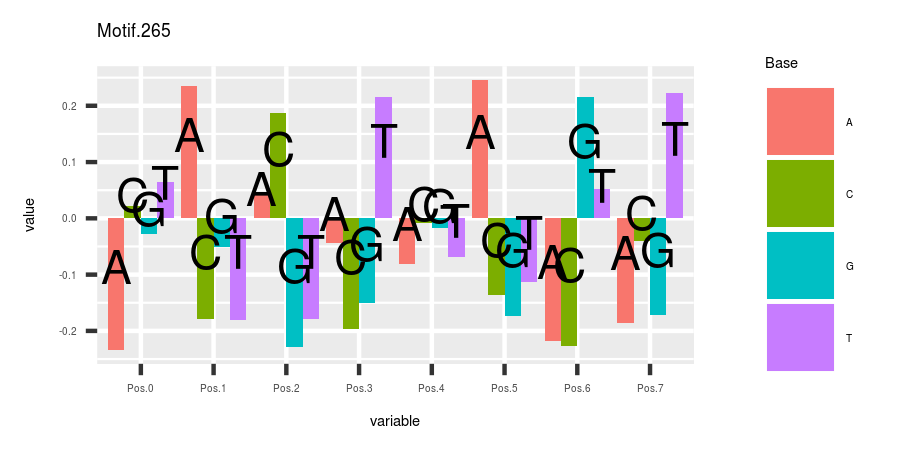 Motif.265
Base
0.2
0.1
0.0
-0.1
-0.2
value
A C G T
A C G T
A C G T
A C G T
A C G T
A C G T
A C G T
A C G T
Pos.0 Pos.1 Pos.2 Pos.3 Pos.4 Pos.5 Pos.6 Pos.7
variable
A
C
G
T